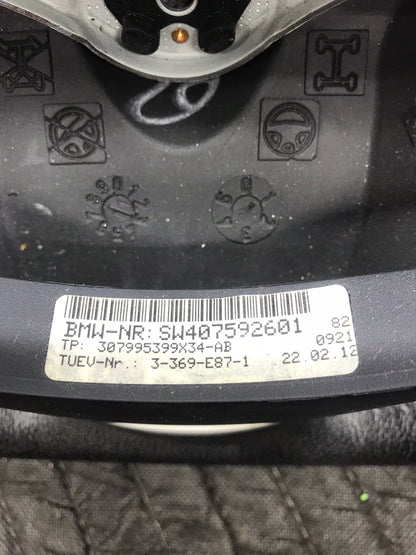 BMW-NR: SW407592601 82
TP: 307995399X34-AB 0921
TUEV-Nr.: 3-369-E87-1 22.02.12